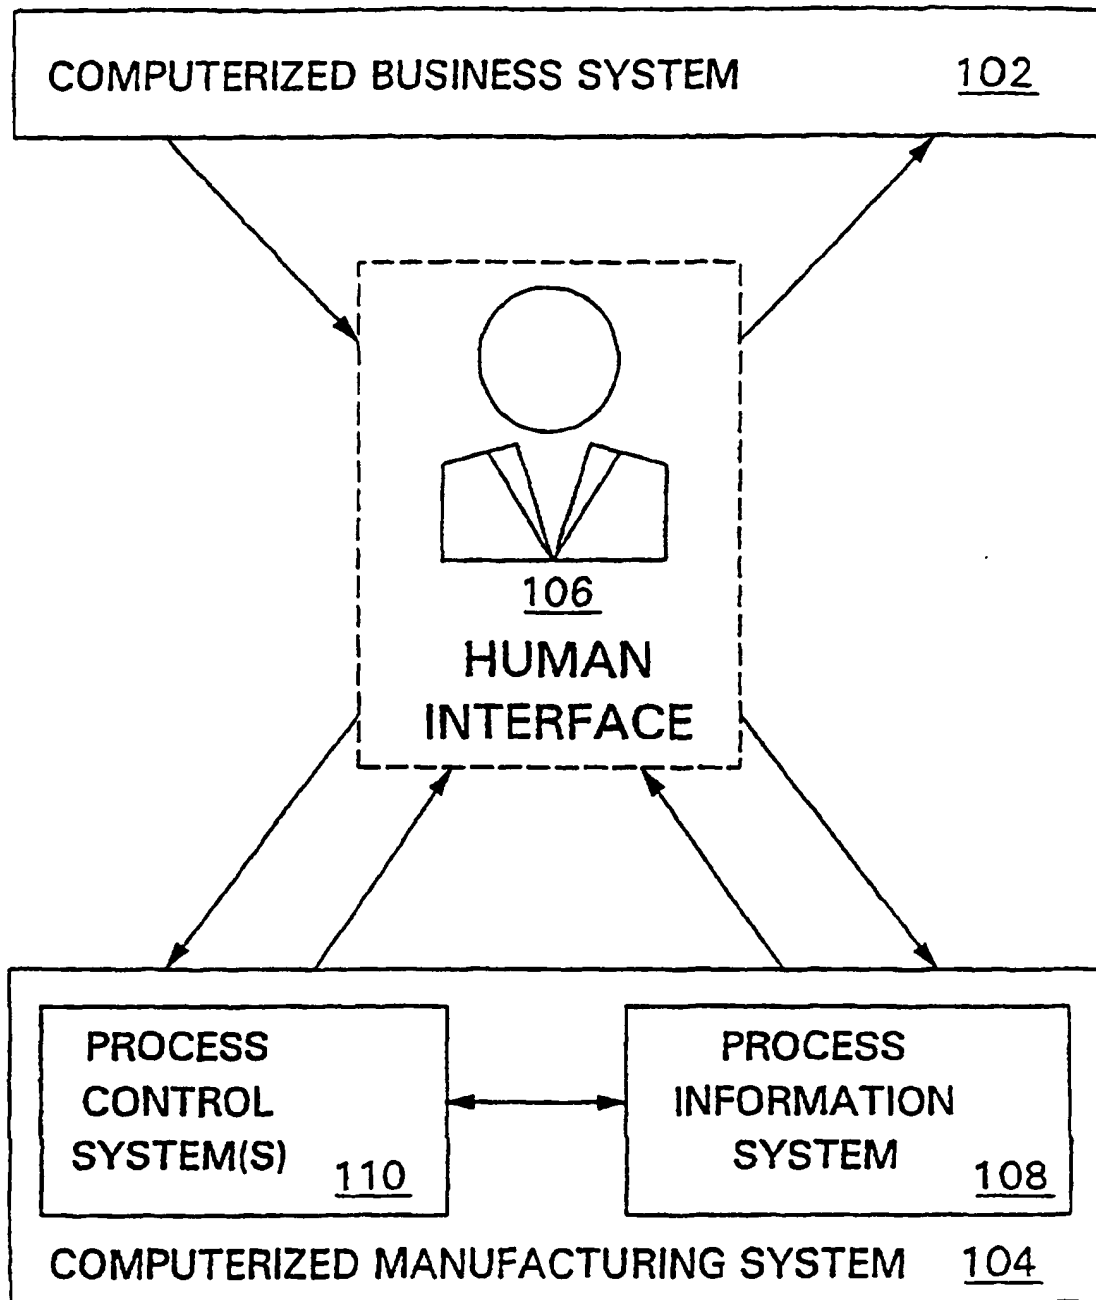 COMPUTERIZED BUSINESS SYSTEM 102
106
HUMAN
INTERFACE
PROCESS
CONTROL
SYSTEM(S) 110
PROCESS
INFORMATION
SYSTEM 108
COMPUTERIZED MANUFACTURING SYSTEM 104